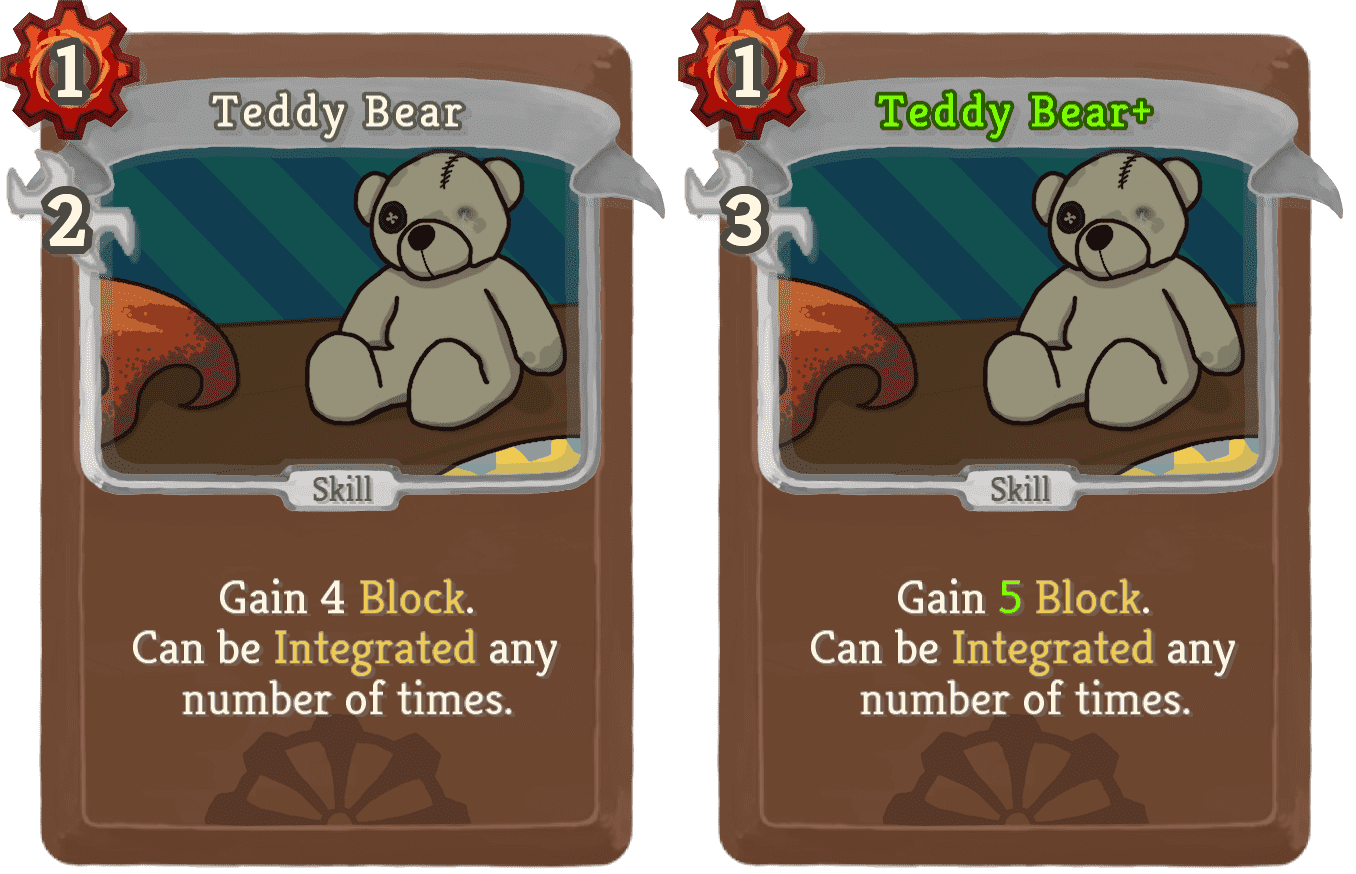 1
Teddy Bear
2
Skill
Gain 4 Block.
Can be Integrated any
number of times.
1
Teddy Bear+
3
Skill
Gain 5 Block.
Can be Integrated any
number of times.